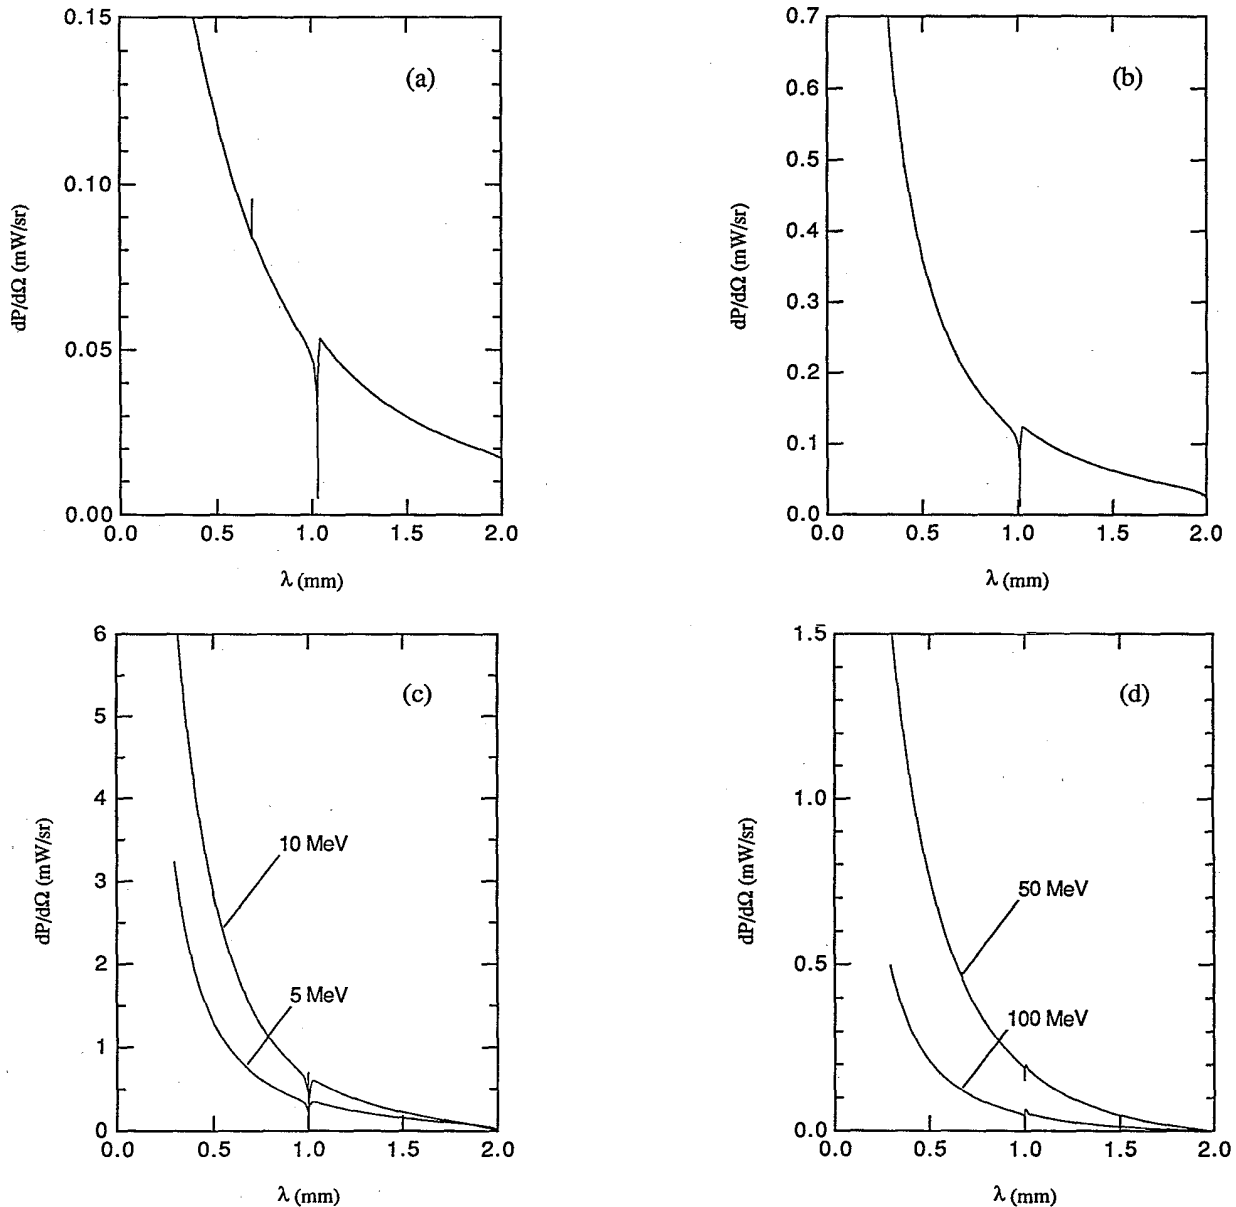 (a)
0.15
0.10
0.05
0.00
0.0 0.5 1.0 1.5 2.0
dP/dΩ (mW/sr)
λ (mm)
(b)
0.7
0.6
0.5
0.4
0.3
0.2
0.1
0.0
0.0 0.5 1.0 1.5 2.0
dP/dΩ (mW/sr)
λ (mm)
(c)
6
5
4
3
2
1
0
0.0 0.5 1.0 1.5 2.0
10 MeV
5 MeV
dP/dΩ (mW/sr)
λ (mm)
(d)
1.5
1.0
0.5
0.0
0.0 0.5 1.0 1.5 2.0
50 MeV
100 MeV
dP/dΩ (mW/sr)
λ (mm)